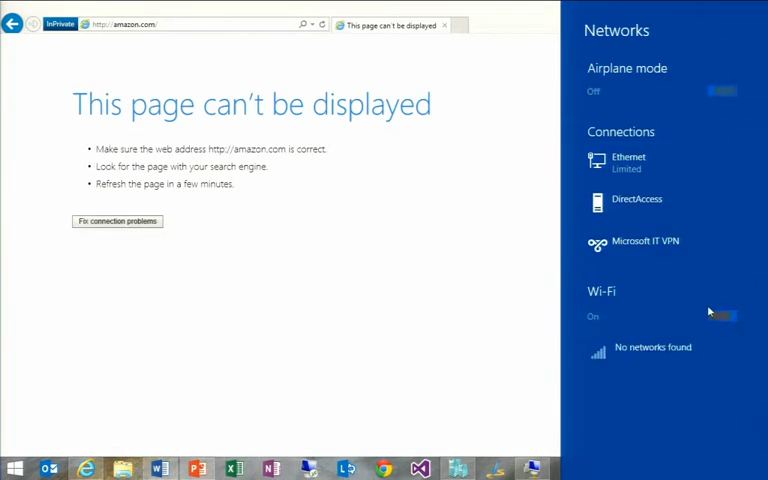 InPrivate
http://amazon.com/
This page can't be displayed
This page can't be displayed
Make sure the web address http://amazon.com is correct.
Look for the page with your search engine.
Refresh the page in a few minutes.
Fix connection problems
Networks
Airplane mode
Off
Connections
Ethernet
Limited
DirectAccess
Microsoft IT VPN
Wi-Fi
On
No networks found